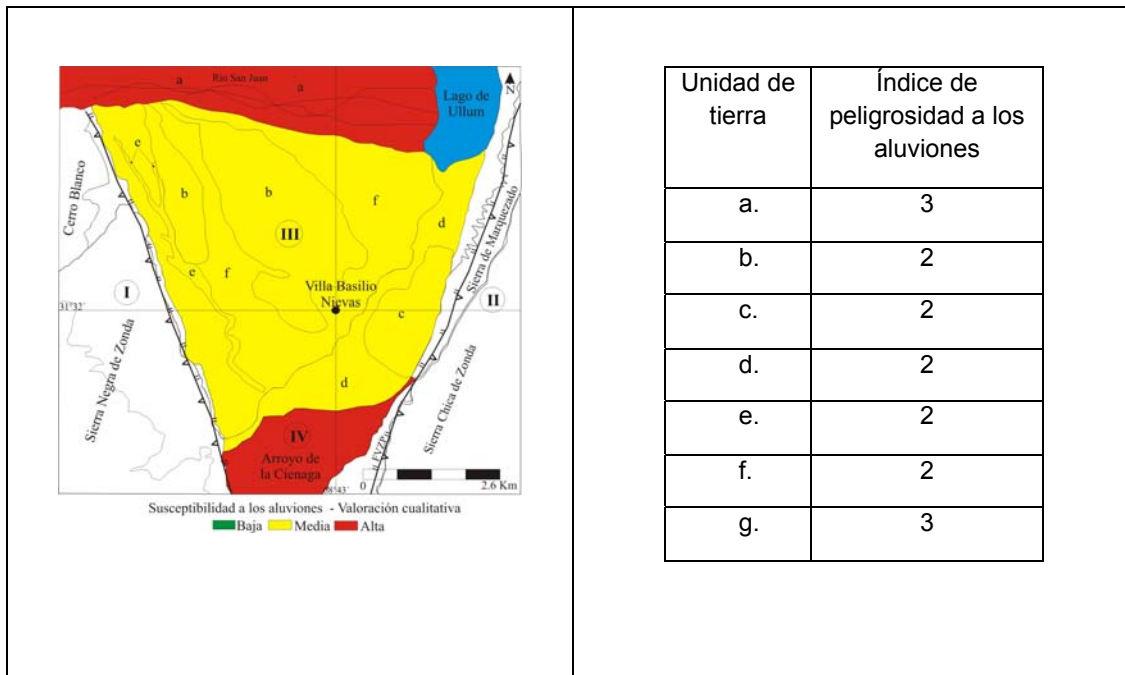 a
Rio San Juan
a
N
Lago de
Ullum
e
b
b
f
d
Cerro Blanco
III
Sierra de Marquezado
e
f
Villa Basilio
Nievas
I
II
31°32´
c
Sierra Negra de Zonda
d
Sierra Chica de Zonda
IV
Arroyo de
la Cienaga
0
2.6 Km
Susceptibilidad a los aluviones - Valoración cualitativa
Baja Media Alta
Unidad de
tierra
Índice de
peligrosidad a los
aluviones
a. 3
b. 2
c. 2
d. 2
e. 2
f. 2
g. 3